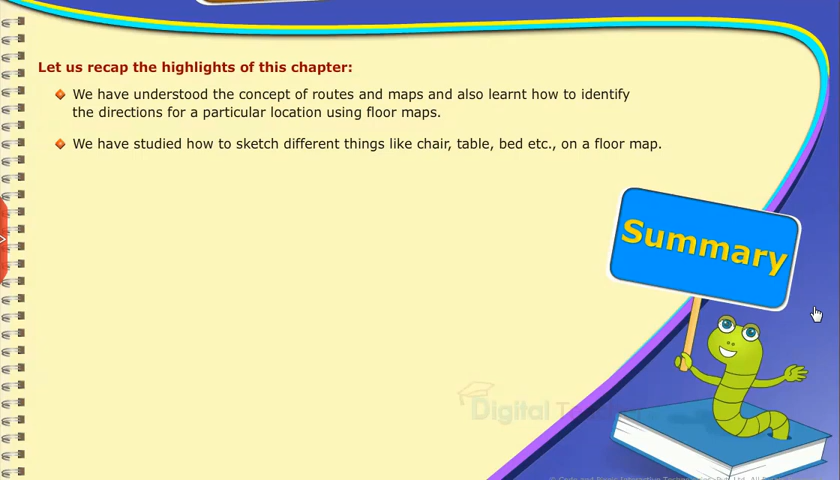 Let us recap the highlights of this chapter:
We have understood the concept of routes and maps and also learnt how to identify
the directions for a particular location using floor maps.
We have studied how to sketch different things like chair, table, bed etc., on a floor map.
Summary
Digital